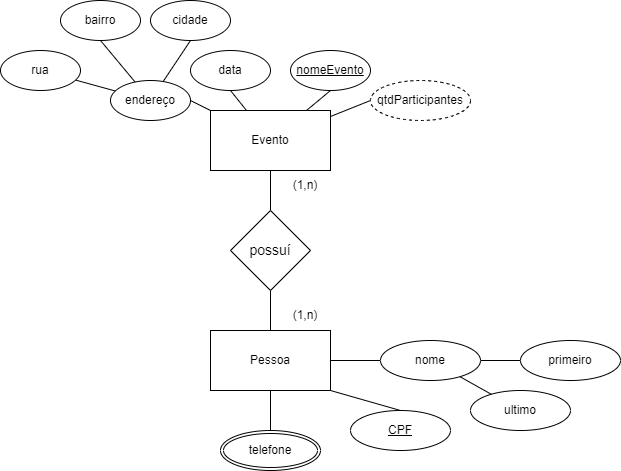 bairro
cidade
rua
endereço
data
nomeEvento
qtdParticipantes
Evento
(1,n)
possuí
(1,n)
Pessoa
nome
primeiro
ultimo
CPF
telefone